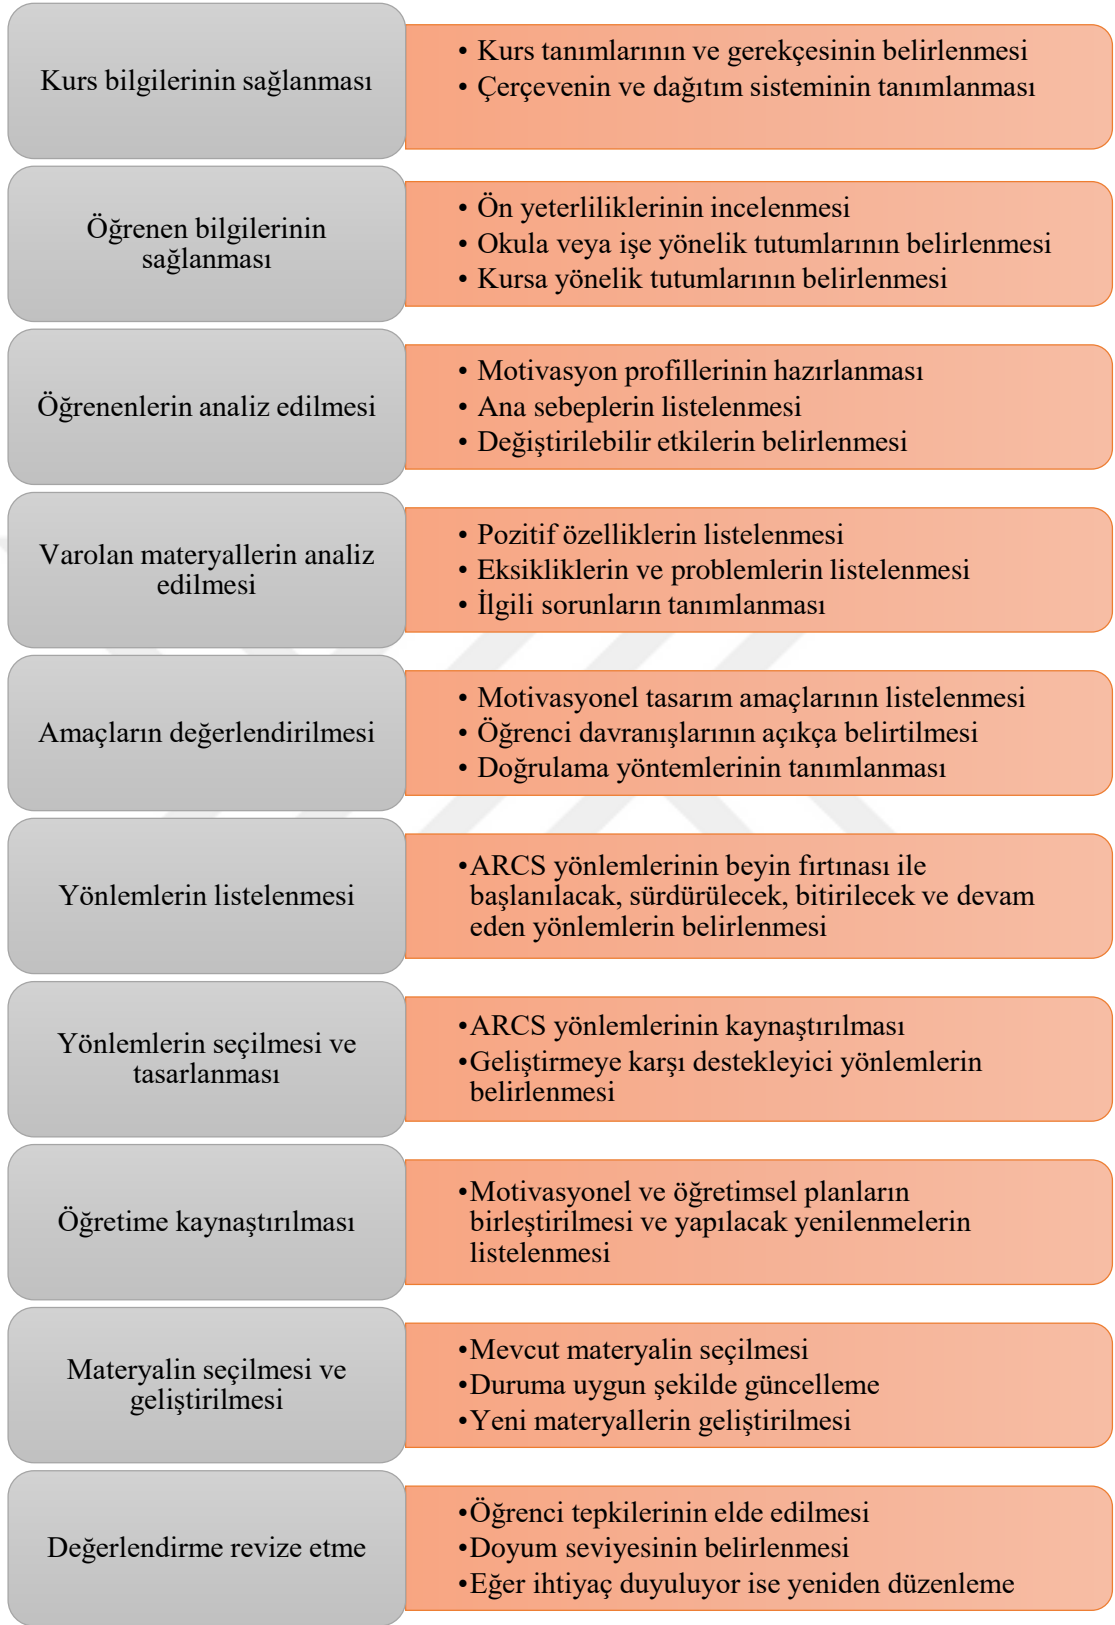 Kurs bilgilerinin sağlanması
• Kurs tanımlarının ve gerekçesinin belirlenmesi
• Çerçevenin ve dağıtım sisteminin tanımlanması
Öğrenen bilgilerinin
sağlanması
• Ön yeterliliklerinin incelenmesi
• Okula veya işe yönelik tutumlarının belirlenmesi
• Kursa yönelik tutumlarının belirlenmesi
Öğrenenlerin analiz edilmesi
• Motivasyon profillerinin hazırlanması
• Ana sebeplerin listelenmesi
• Değiştirilebilir etkilerin belirlenmesi
Varolan materyallerin analiz
edilmesi
• Pozitif özelliklerin listelenmesi
• Eksikliklerin ve problemlerin listelenmesi
• İlgili sorunların tanımlanması
Amaçların değerlendirilmesi
• Motivasyonel tasarım amaçlarının listelenmesi
• Öğrenci davranışlarının açıkça belirtilmesi
• Doğrulama yöntemlerinin tanımlanması
Yönlemlerin listelenmesi
•ARCS yönlemlerinin beyin fırtınası ile
başlanılacak, sürdürülecek, bitirilecek ve devam
eden yönlemlerin belirlenmesi
Yönlemlerin seçilmesi ve
tasarlanması
•ARCS yönlemlerinin kaynaştırılması
•Geliştirmeye karşı destekleyici yönlemlerin
belirlenmesi
Öğretime kaynaştırılması
•Motivasyonel ve öğretimsel planların
birleştirilmesi ve yapılacak yenilenmelerin
listelenmesi
Materyalin seçilmesi ve
geliştirilmesi
•Mevcut materyalin seçilmesi
•Duruma uygun şekilde güncelleme
•Yeni materyallerin geliştirilmesi
Değerlendirme revize etme
•Öğrenci tepkilerinin elde edilmesi
•Doyum seviyesinin belirlenmesi
•Eğer ihtiyaç duyuluyor ise yeniden düzenleme